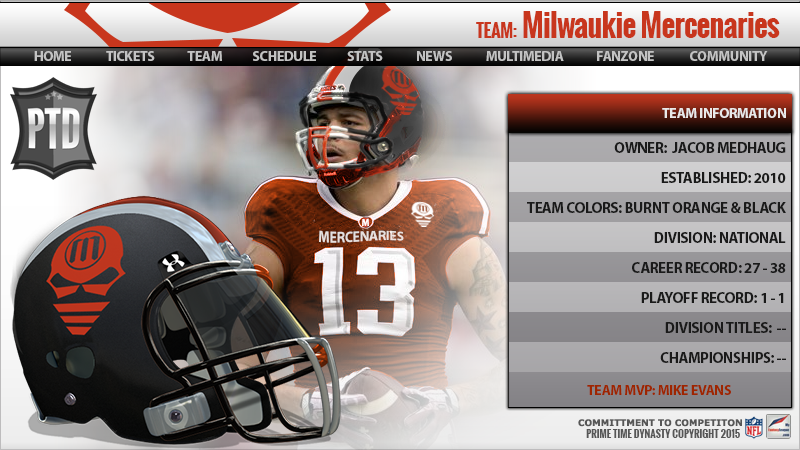 TEAM: Milwaukie Mercenaries
HOME TICKETS TEAM SCHEDULE STATS NEWS MULTIMEDIA FANZONE COMMUNITY
PTD
TEAM INFORMATION
OWNER: JACOB MEDHAUG
ESTABLISHED: 2010
TEAM COLORS: BURNT ORANGE & BLACK
DIVISION: NATIONAL
CAREER RECORD: 27 - 38
PLAYOFF RECORD: 1 - 1
DIVISION TITLES: --
CHAMPIONSHIPS: --
TEAM MVP: MIKE EVANS
M
MERCENARIES
13
M
COMMITTMENT TO COMPETITON
PRIME TIME DYNASTY COPYRIGHT 2015
NFL